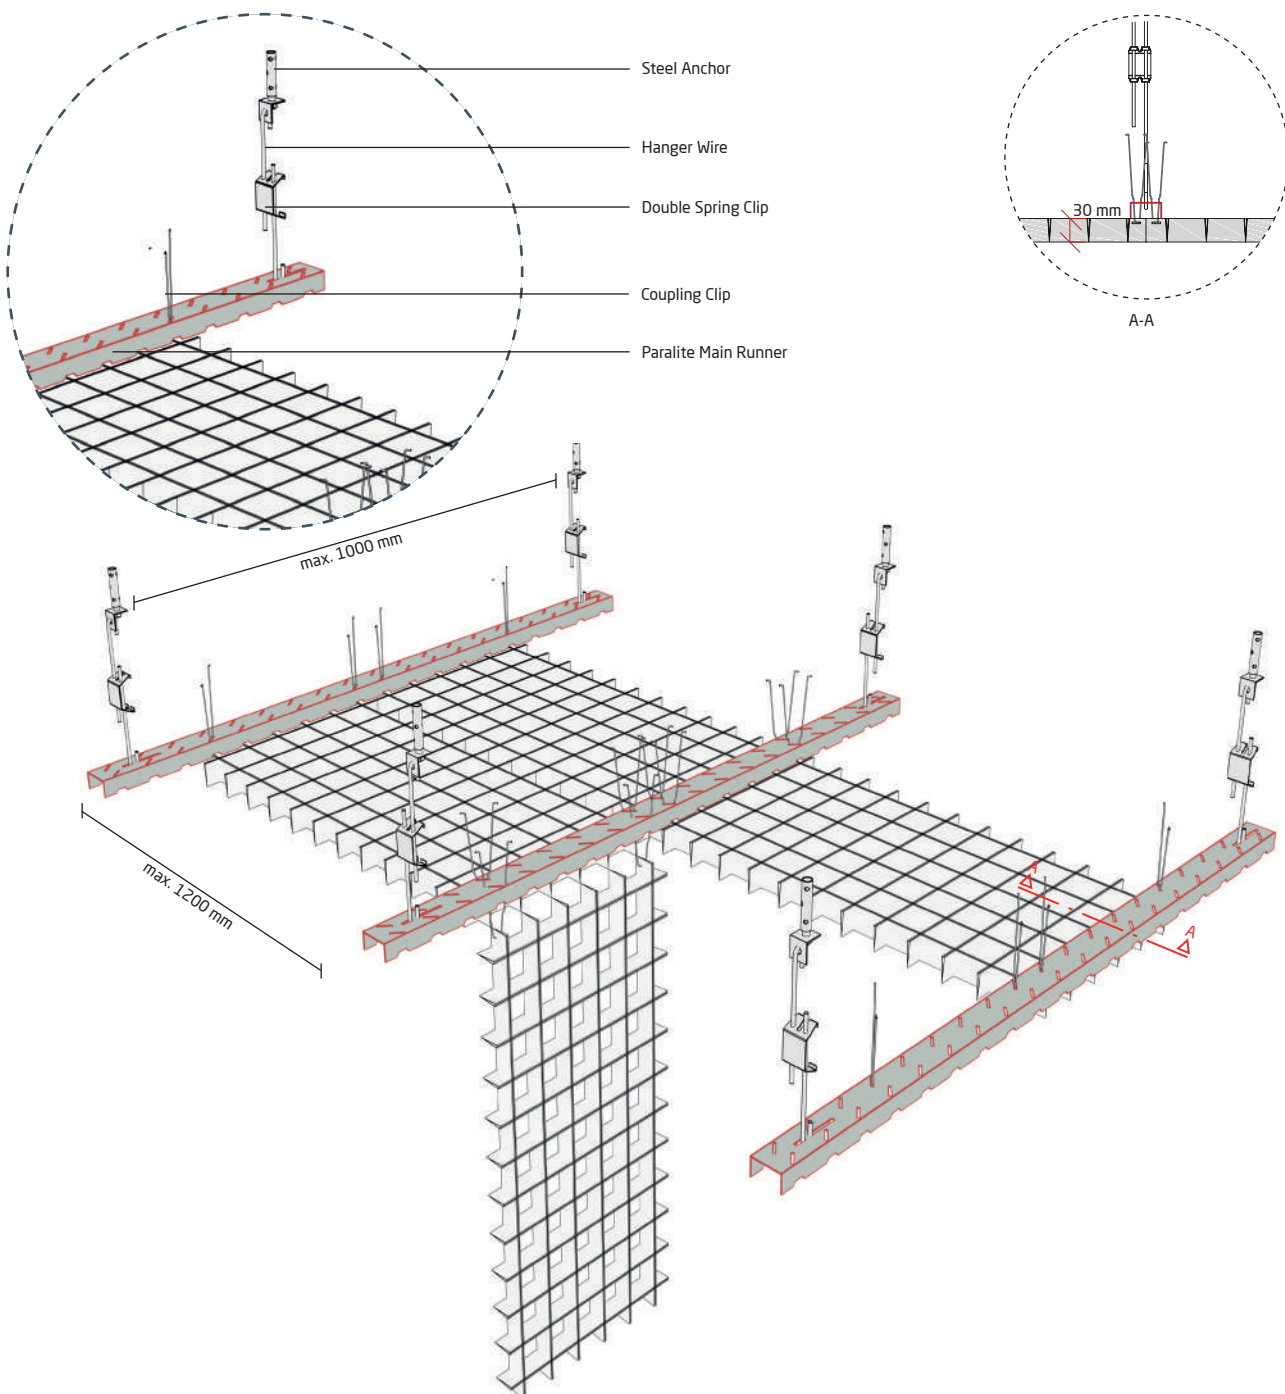 Steel Anchor
Hanger Wire
Double Spring Clip
Coupling Clip
Paralite Main Runner
30 mm
A-A
max. 1000 mm
max. 1200 mm
A
A